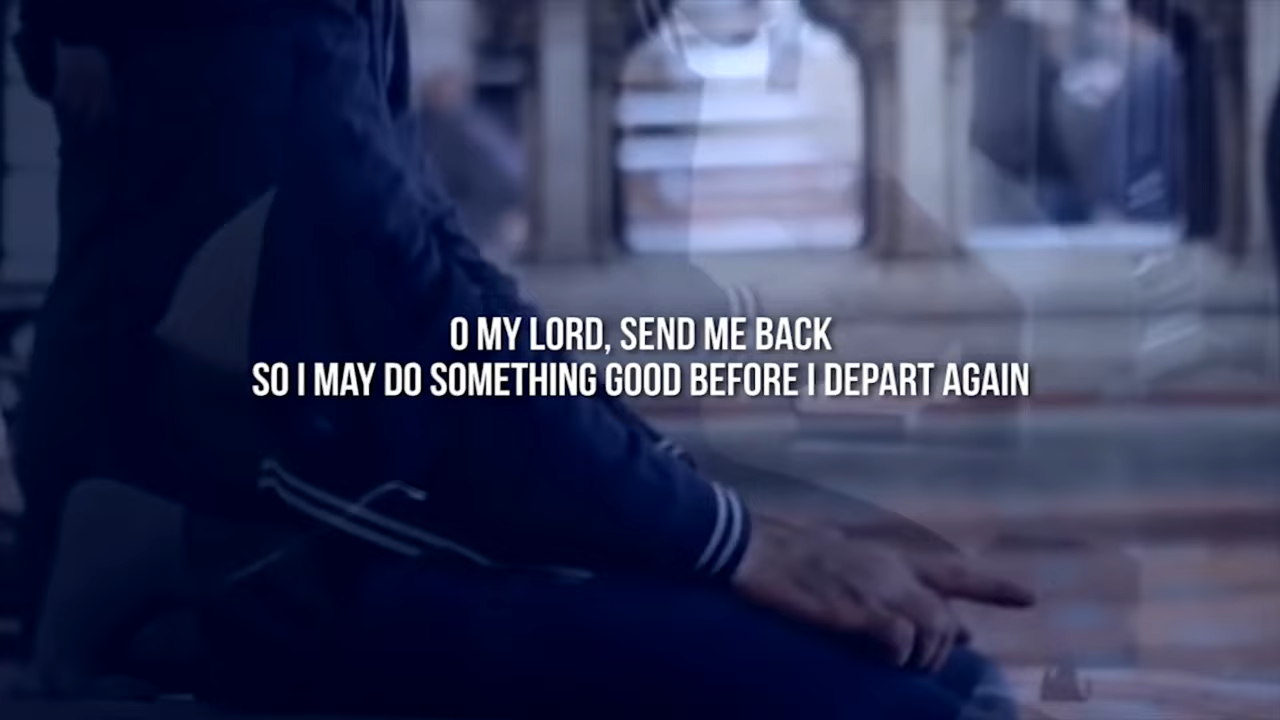 O MY LORD, SEND ME BACK
SO I MAY DO SOMETHING GOOD BEFORE I DEPART AGAIN